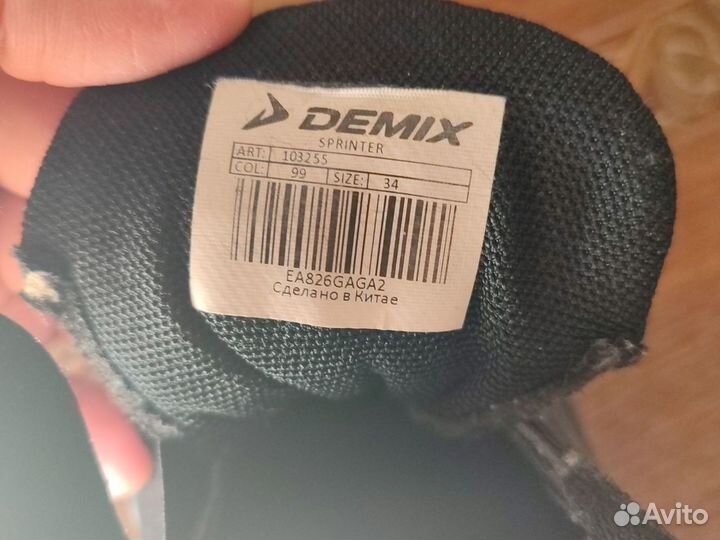 DEMIX
SPRINTER
ART: 103255
COL: 99 SIZE: 34
EA826GAGA2
Сделано в Китае
Avito